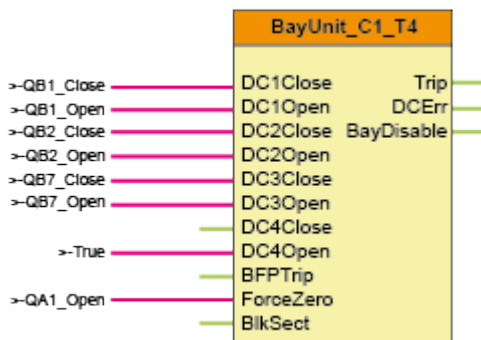 BayUnit_C1_T4
>-QB1_Close DC1Close Trip
>-QB1_Open DC1Open DCErr
>-QB2_Close DC2Close BayDisable
>-QB2_Open DC2Open
>-QB7_Close DC3Close
>-QB7_Open DC3Open
DC4Close
>-True DC4Open
BFPTrip
>-QA1_Open ForceZero
BlkSect